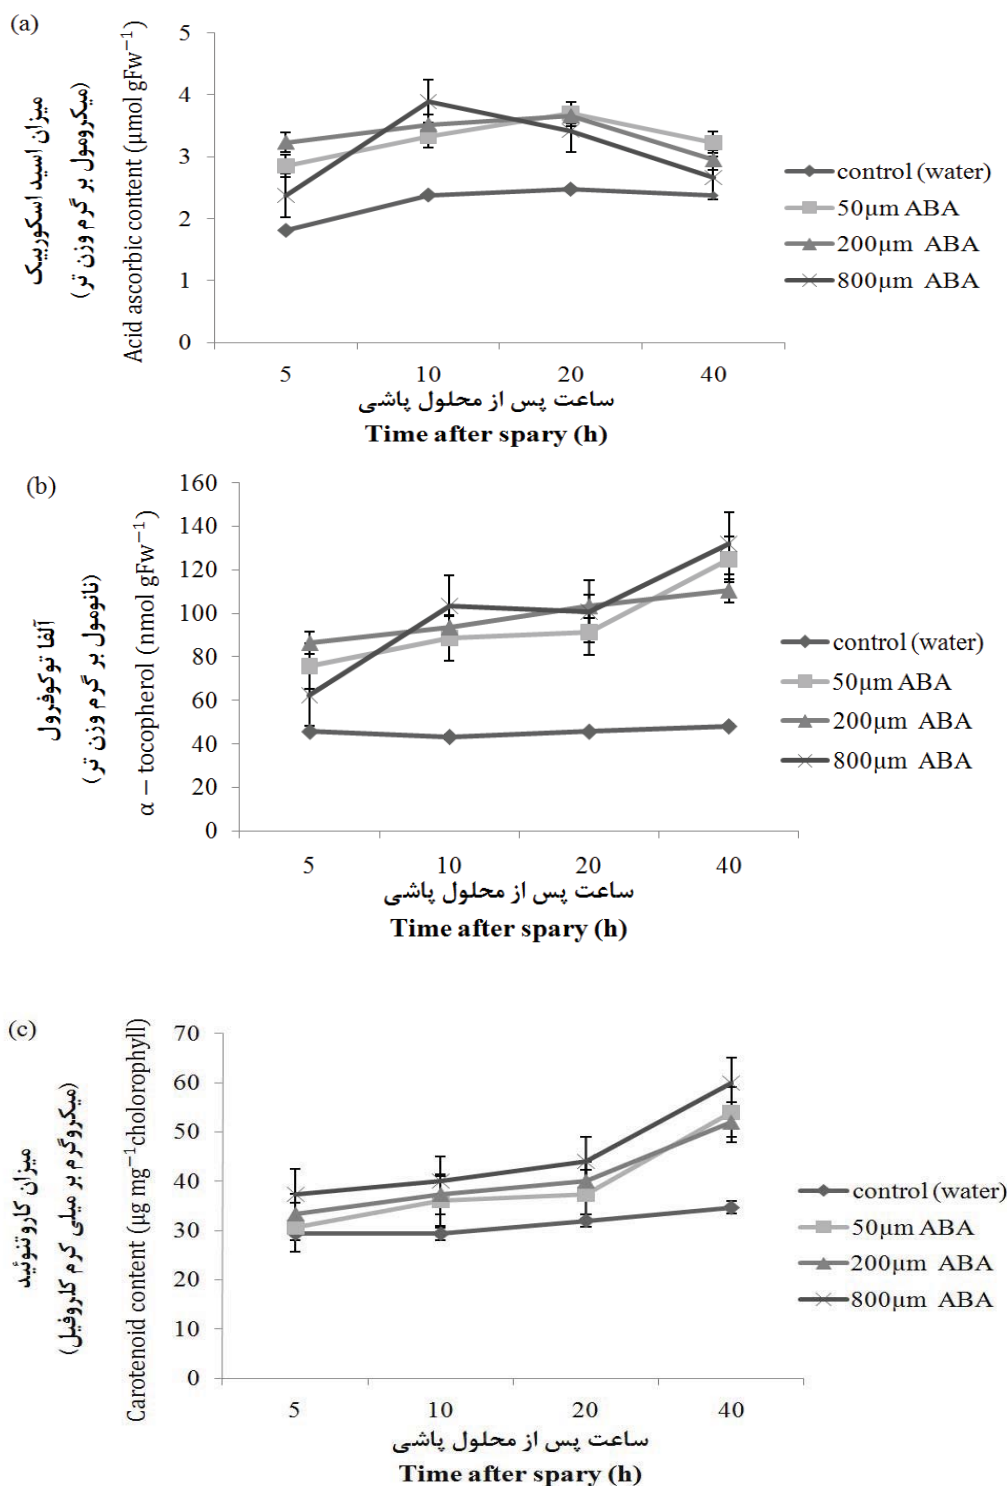 (a)
میزان اسید اسکوربیک
(میکرومول بر گرم وزن تر)
Acid ascorbic content (μmol gFw⁻¹)
5
4
3
2
1
0
5 10 20 40
ساعت پس از محلول پاشی
Time after spary (h)
control (water)
50μm ABA
200μm ABA
800μm ABA
(b)
آلفا توکوفرول
(نانومول بر گرم وزن تر)
α − tocopherol (nmol gFw⁻¹)
160
140
120
100
80
60
40
20
0
5 10 20 40
ساعت پس از محلول پاشی
Time after spary (h)
control (water)
50μm ABA
200μm ABA
800μm ABA
(c)
میزان کاروتنوئید
(میکروگرم بر میلی کرم کلروفیل)
Carotenoid content (μg mg⁻¹cholorophyll)
70
60
50
40
30
20
10
0
5 10 20 40
ساعت پس از محلول پاشی
Time after spary (h)
control (water)
50μm ABA
200μm ABA
800μm ABA